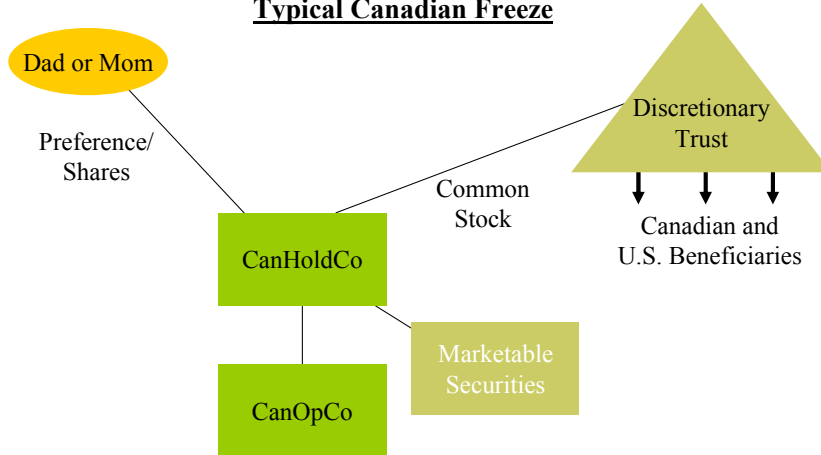 Typical Canadian Freeze
Dad or Mom
Preference/
Shares
Discretionary
Trust
Common
Stock
Canadian and
U.S. Beneficiaries
CanHoldCo
Marketable
Securities
CanOpCo